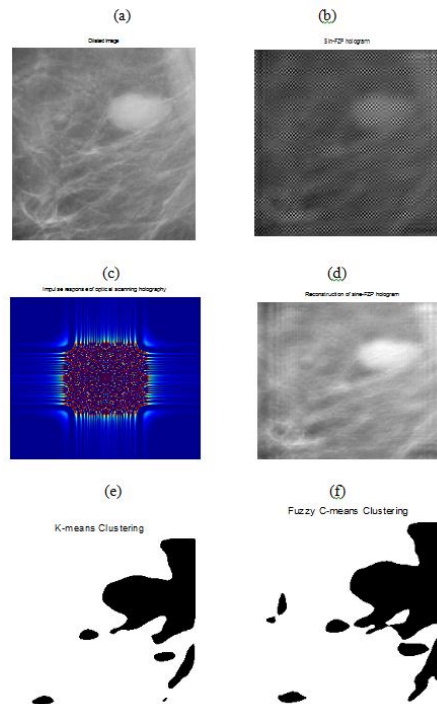 (a)
(b)
Dilated image
Sin-FZP hologram
(c)
(d)
Impulse response of optical scanning holography
Reconstruction of sine-FZP hologram
(e)
(f)
K-means Clustering
Fuzzy C-means Clustering